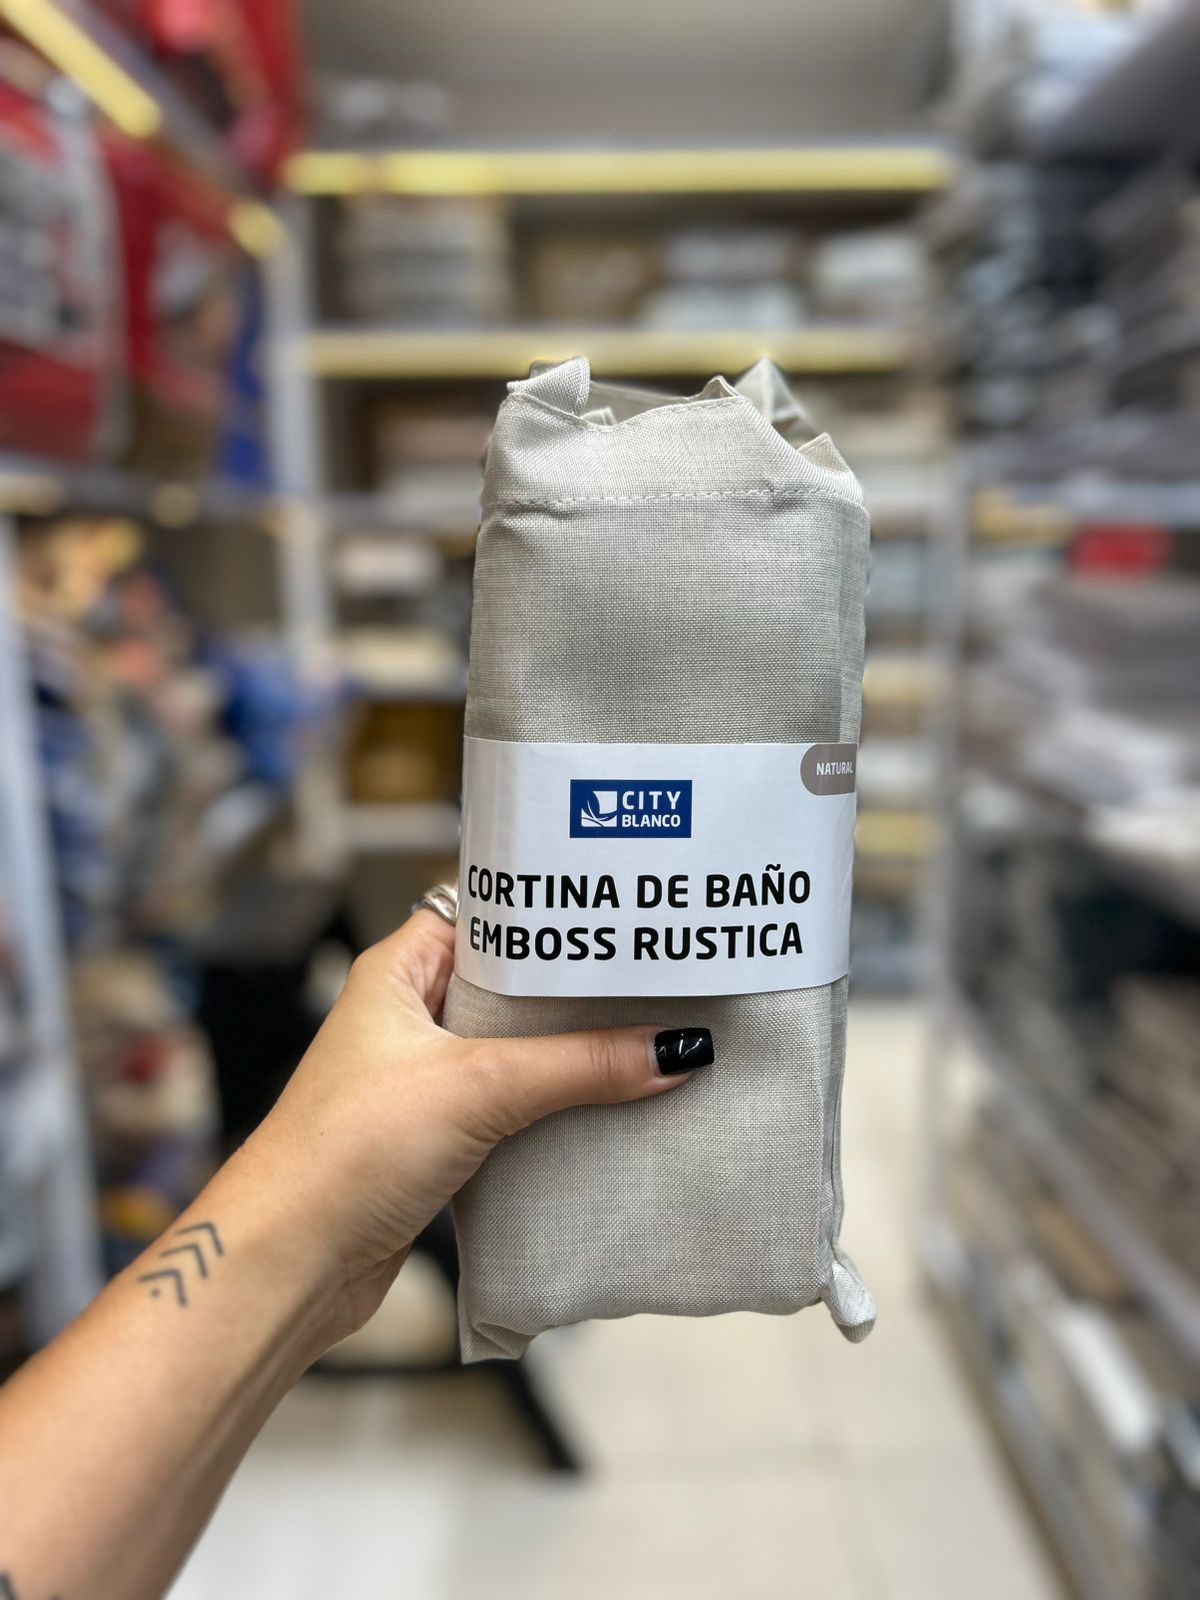 NATURAL
CITY
BLANCO
CORTINA DE BAÑO
EMBOSS RUSTICA